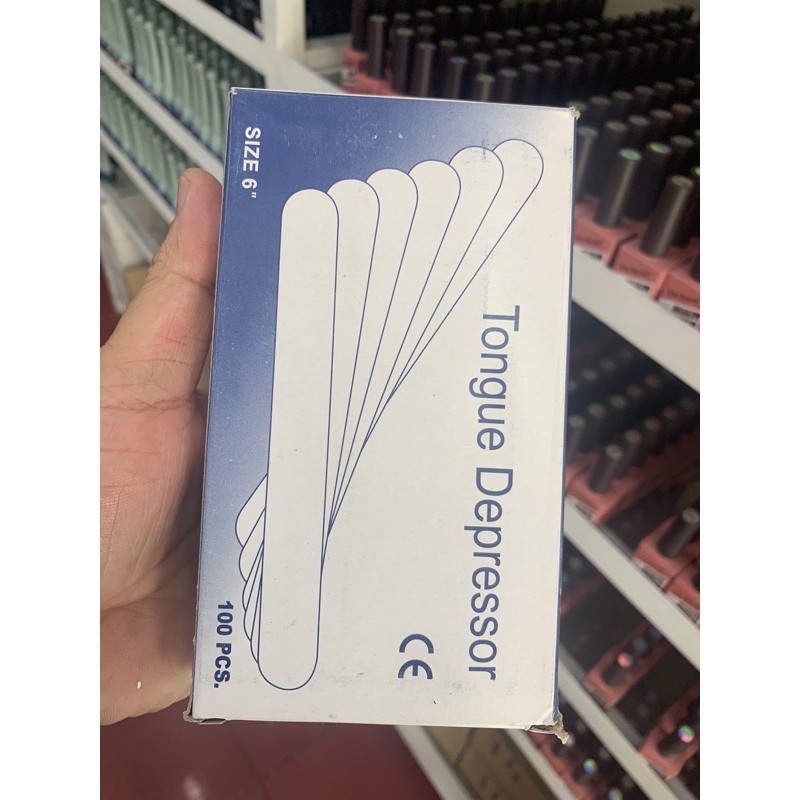 Tongue Depressor
CE
SIZE 6"
100 PCS.